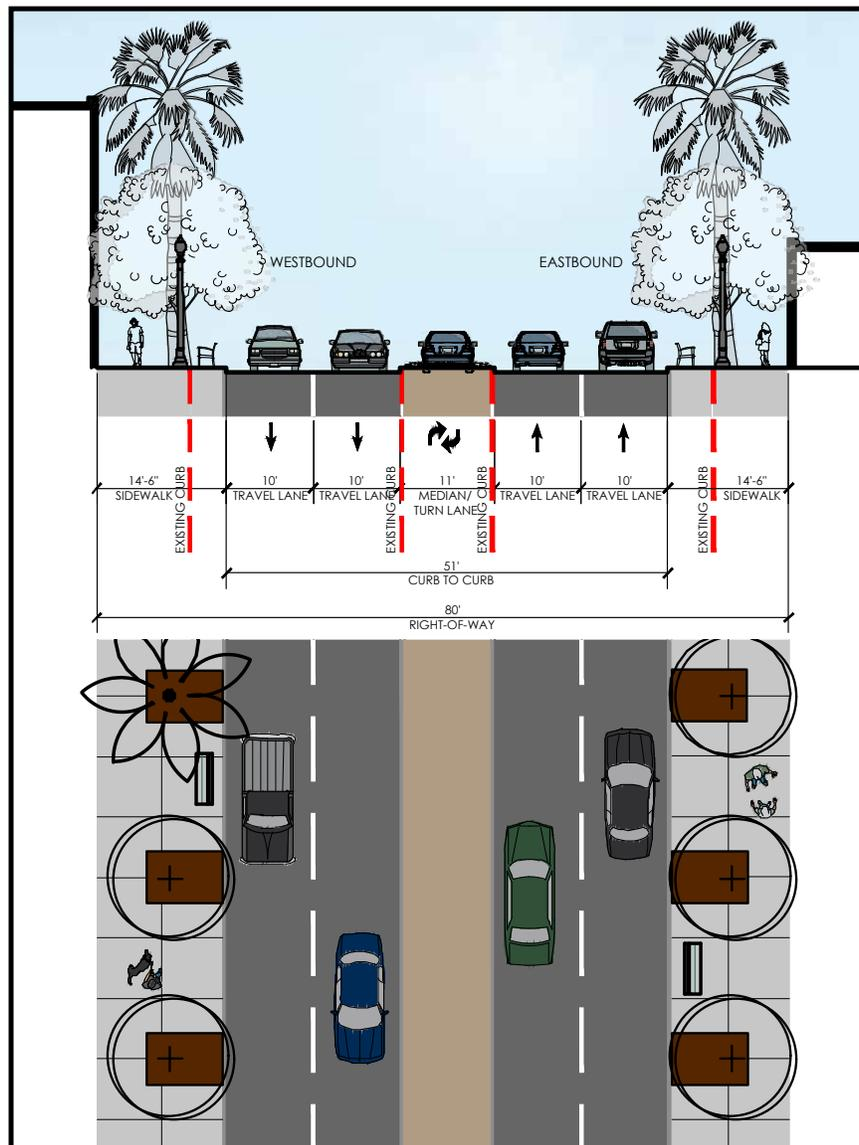 WESTBOUND
EASTBOUND
14'-6"
SIDEWALK
EXISTING CURB
10'
TRAVEL LANE
10'
TRAVEL LANE
EXISTING CURB
11'
MEDIAN/
TURN LANE
EXISTING CURB
10'
TRAVEL LANE
10'
TRAVEL LANE
EXISTING CURB
14'-6"
SIDEWALK
51'
CURB TO CURB
80'
RIGHT-OF-WAY